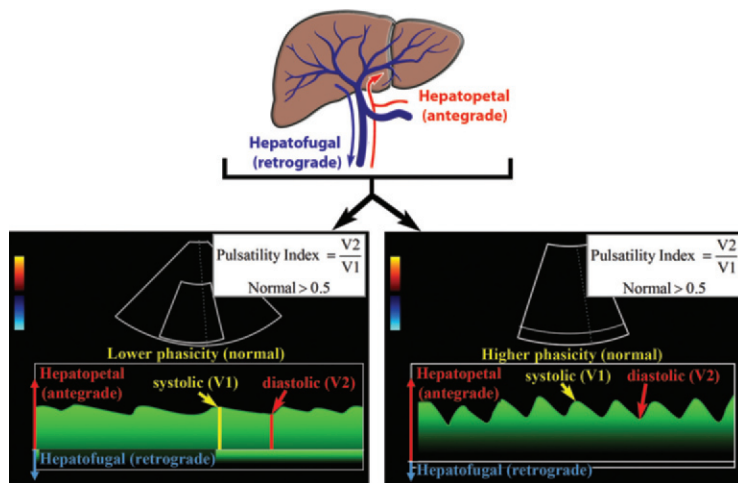 Hepatopetal
(antegrade)
Hepatofugal
(retrograde)
Pulsatility Index = V2
V1
Normal > 0.5
Lower phasicity (normal)
Hepatopetal
(antegrade)
systolic (V1)
diastolic (V2)
Hepatofugal (retrograde)
Pulsatility Index = V2
V1
Normal > 0.5
Higher phasicity (normal)
Hepatopetal
(antegrade)
systolic (V1)
diastolic (V2)
Hepatofugal (retrograde)